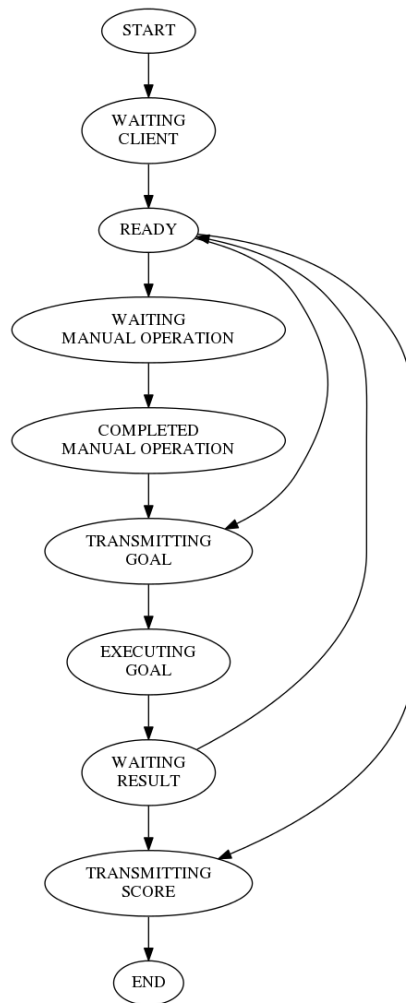 START
WAITING
CLIENT
READY
WAITING
MANUAL OPERATION
COMPLETED
MANUAL OPERATION
TRANSMITTING
GOAL
EXECUTING
GOAL
WAITING
RESULT
TRANSMITTING
SCORE
END